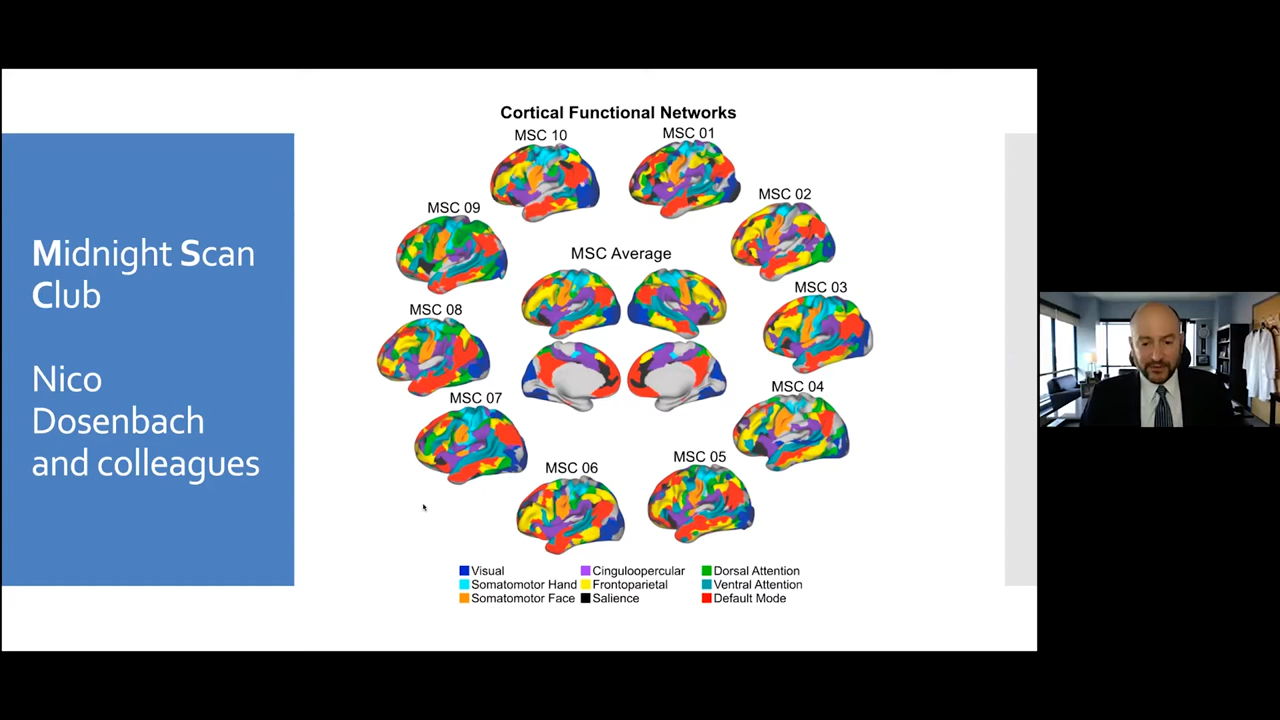 Midnight Scan
Club
Nico
Dosenbach
and colleagues
Cortical Functional Networks
MSC 10
MSC 01
MSC 09
MSC 02
MSC Average
MSC 08
MSC 03
MSC 07
MSC 04
MSC 06
MSC 05
Visual
Cinguloopercular
Dorsal Attention
Somatomotor Hand
Frontoparietal
Ventral Attention
Somatomotor Face
Salience
Default Mode